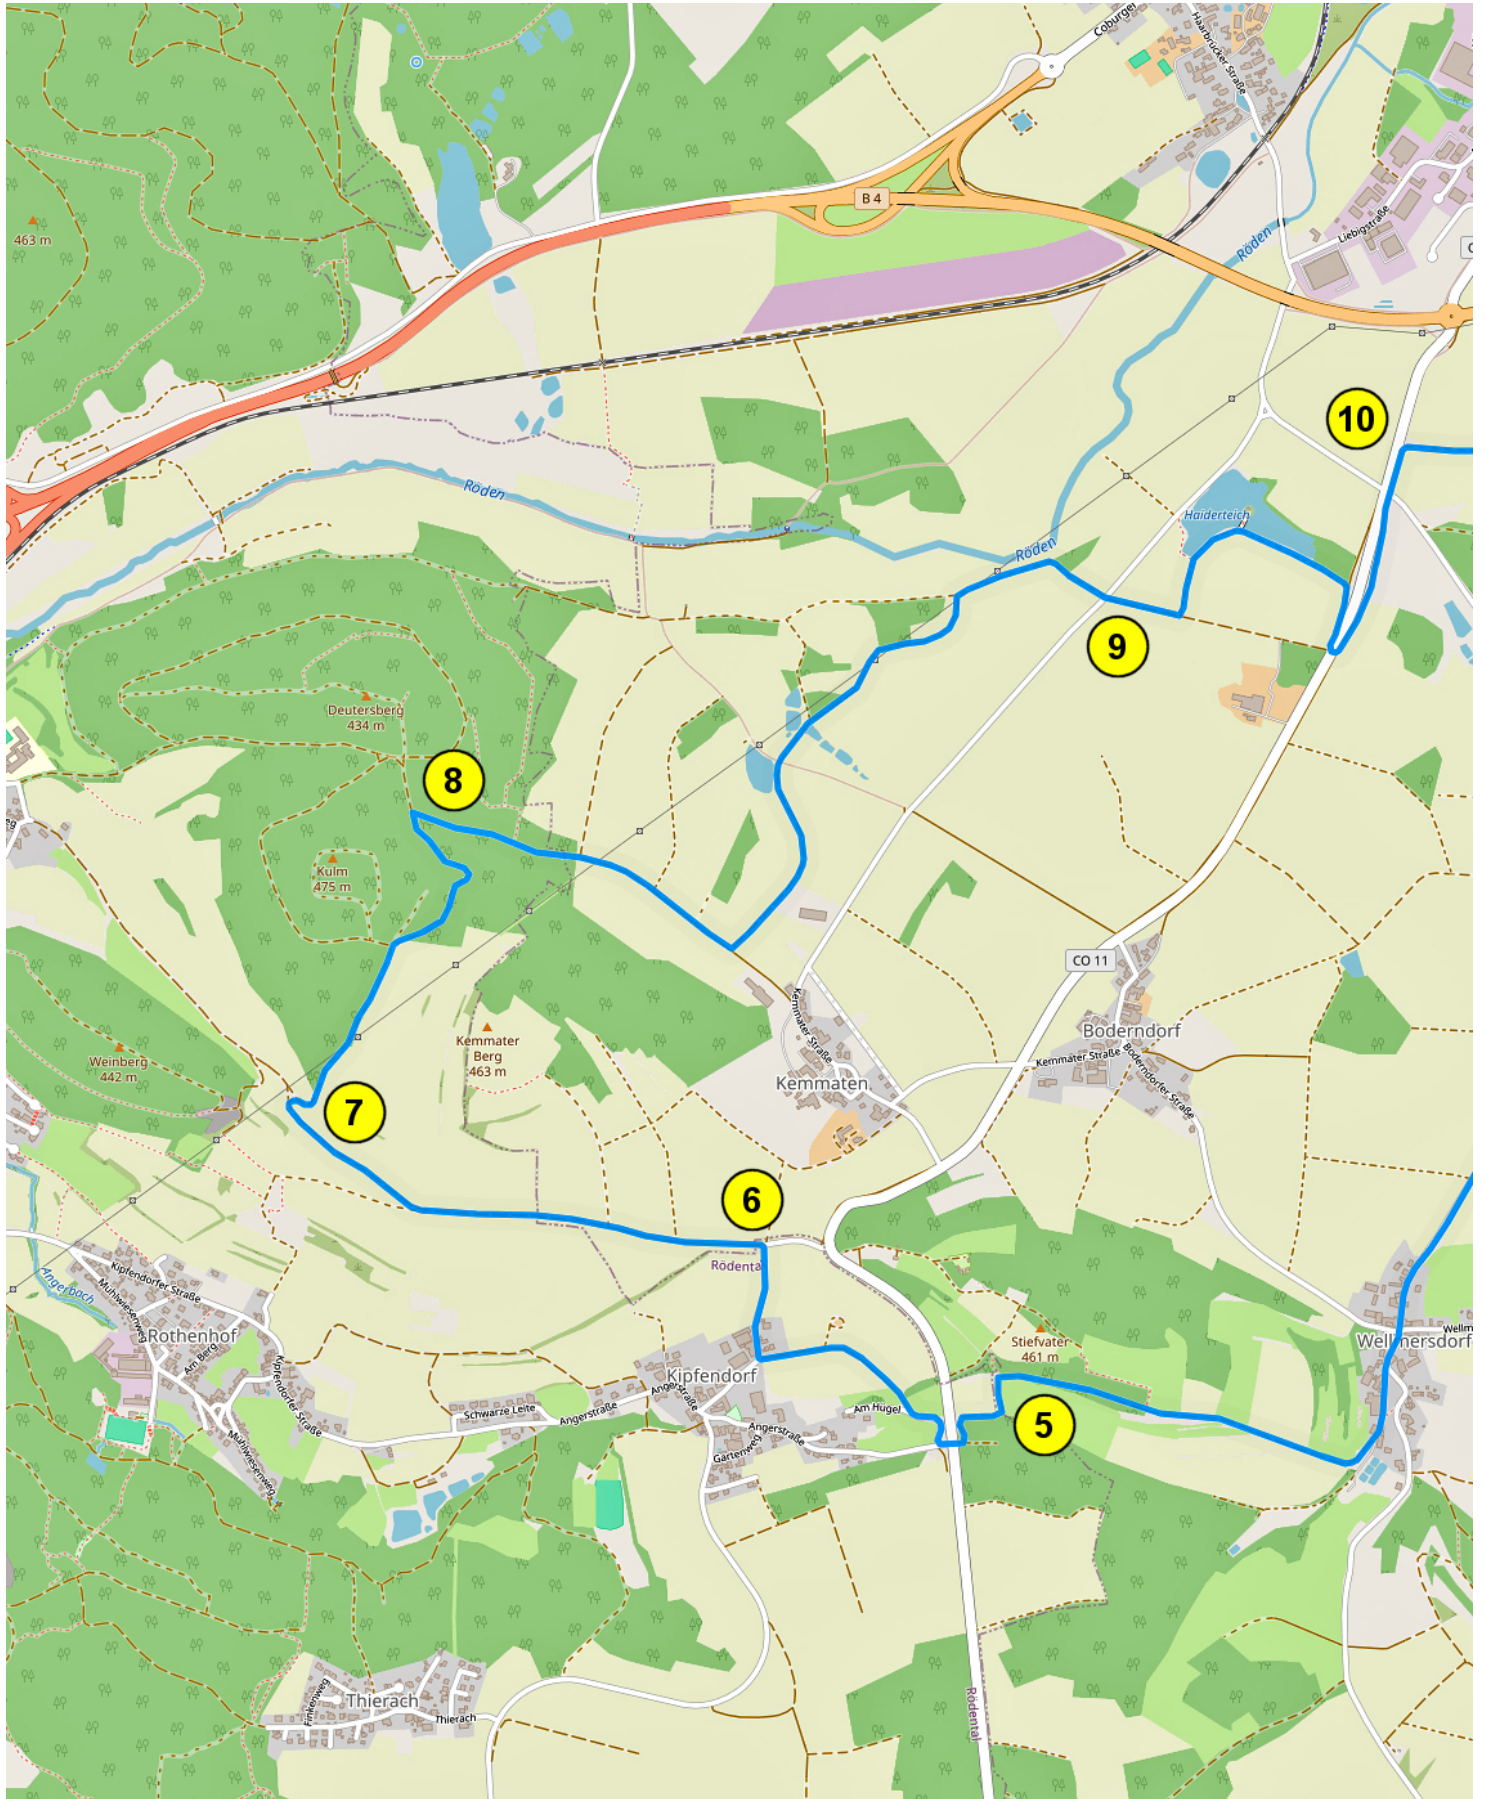 Coburger
Haarbrücker Straße
B 4
463 m
Röden
Liebigstraße
10
Röden
Haiderteich
Röden
9
Deutersberg
434 m
8
Kulm
475 m
CO 11
Kemmater Straße
Boderndorf
Kemmater
Berg
463 m
Weinberg
442 m
Kemmater Straße
Boderndorfer Straße
Kemmaten
7
6
Rödental
Angerbach
Kipfendorfer Straße
Mühlwiesenweg
Rothenhof
Am Berg
Stiefvater
461 m
Wellm
Wellmersdorf
Kipfendorf
Kipfendorfer Straße
Angerstraße
Schwarze Leite
Angerstraße
Am Hügel
5
Angerstraße
Gartenweg
Mühlwiesenweg
Finkenweg
Thierach
Thierach
Rödental